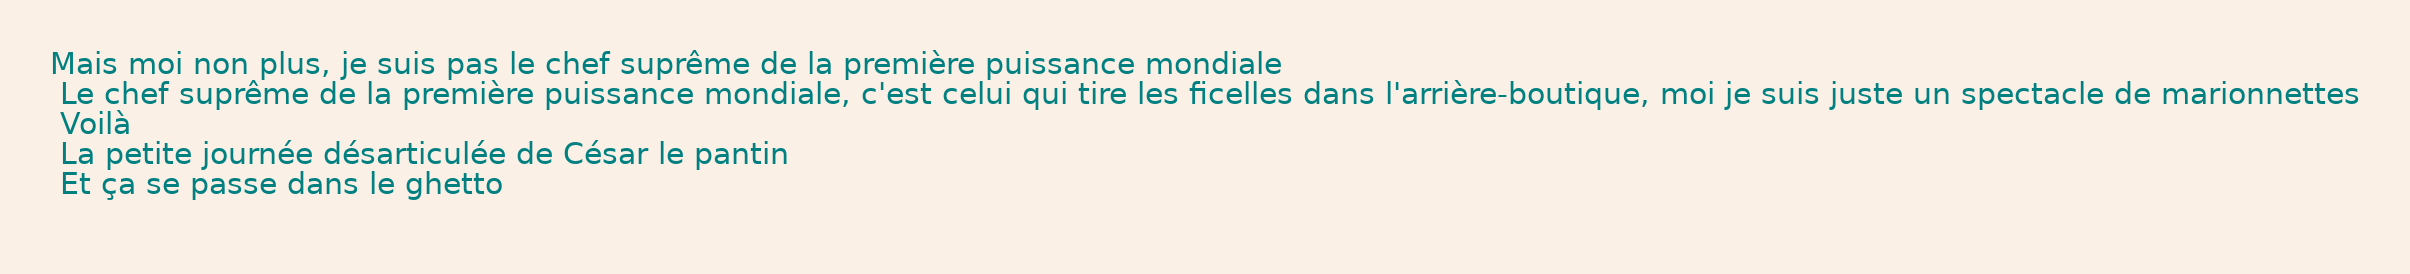 Mais moi non plus, je suis pas le chef suprême de la première puissance mondiale
Le chef suprême de la première puissance mondiale, c'est celui qui tire les ficelles dans l'arrière-boutique, moi je suis juste un spectacle de marionnettes
Voilà
La petite journée désarticulée de César le pantin
Et ça se passe dans le ghetto